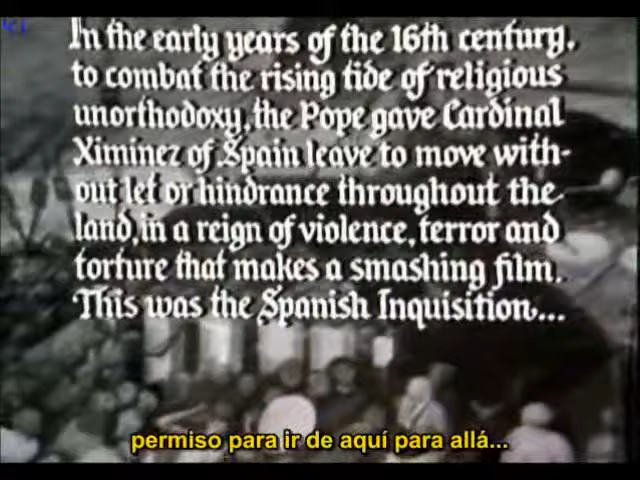 In the early years of the 16th century,
to combat the rising tide of religious
unorthodoxy, the Pope gave Cardinal
Ximinez of Spain leave to move with-
out let or hindrance throughout the
land, in a reign of violence, terror and
torture that makes a smashing film.
This was the Spanish Inquisition...
permiso para ir de aquí para allá...